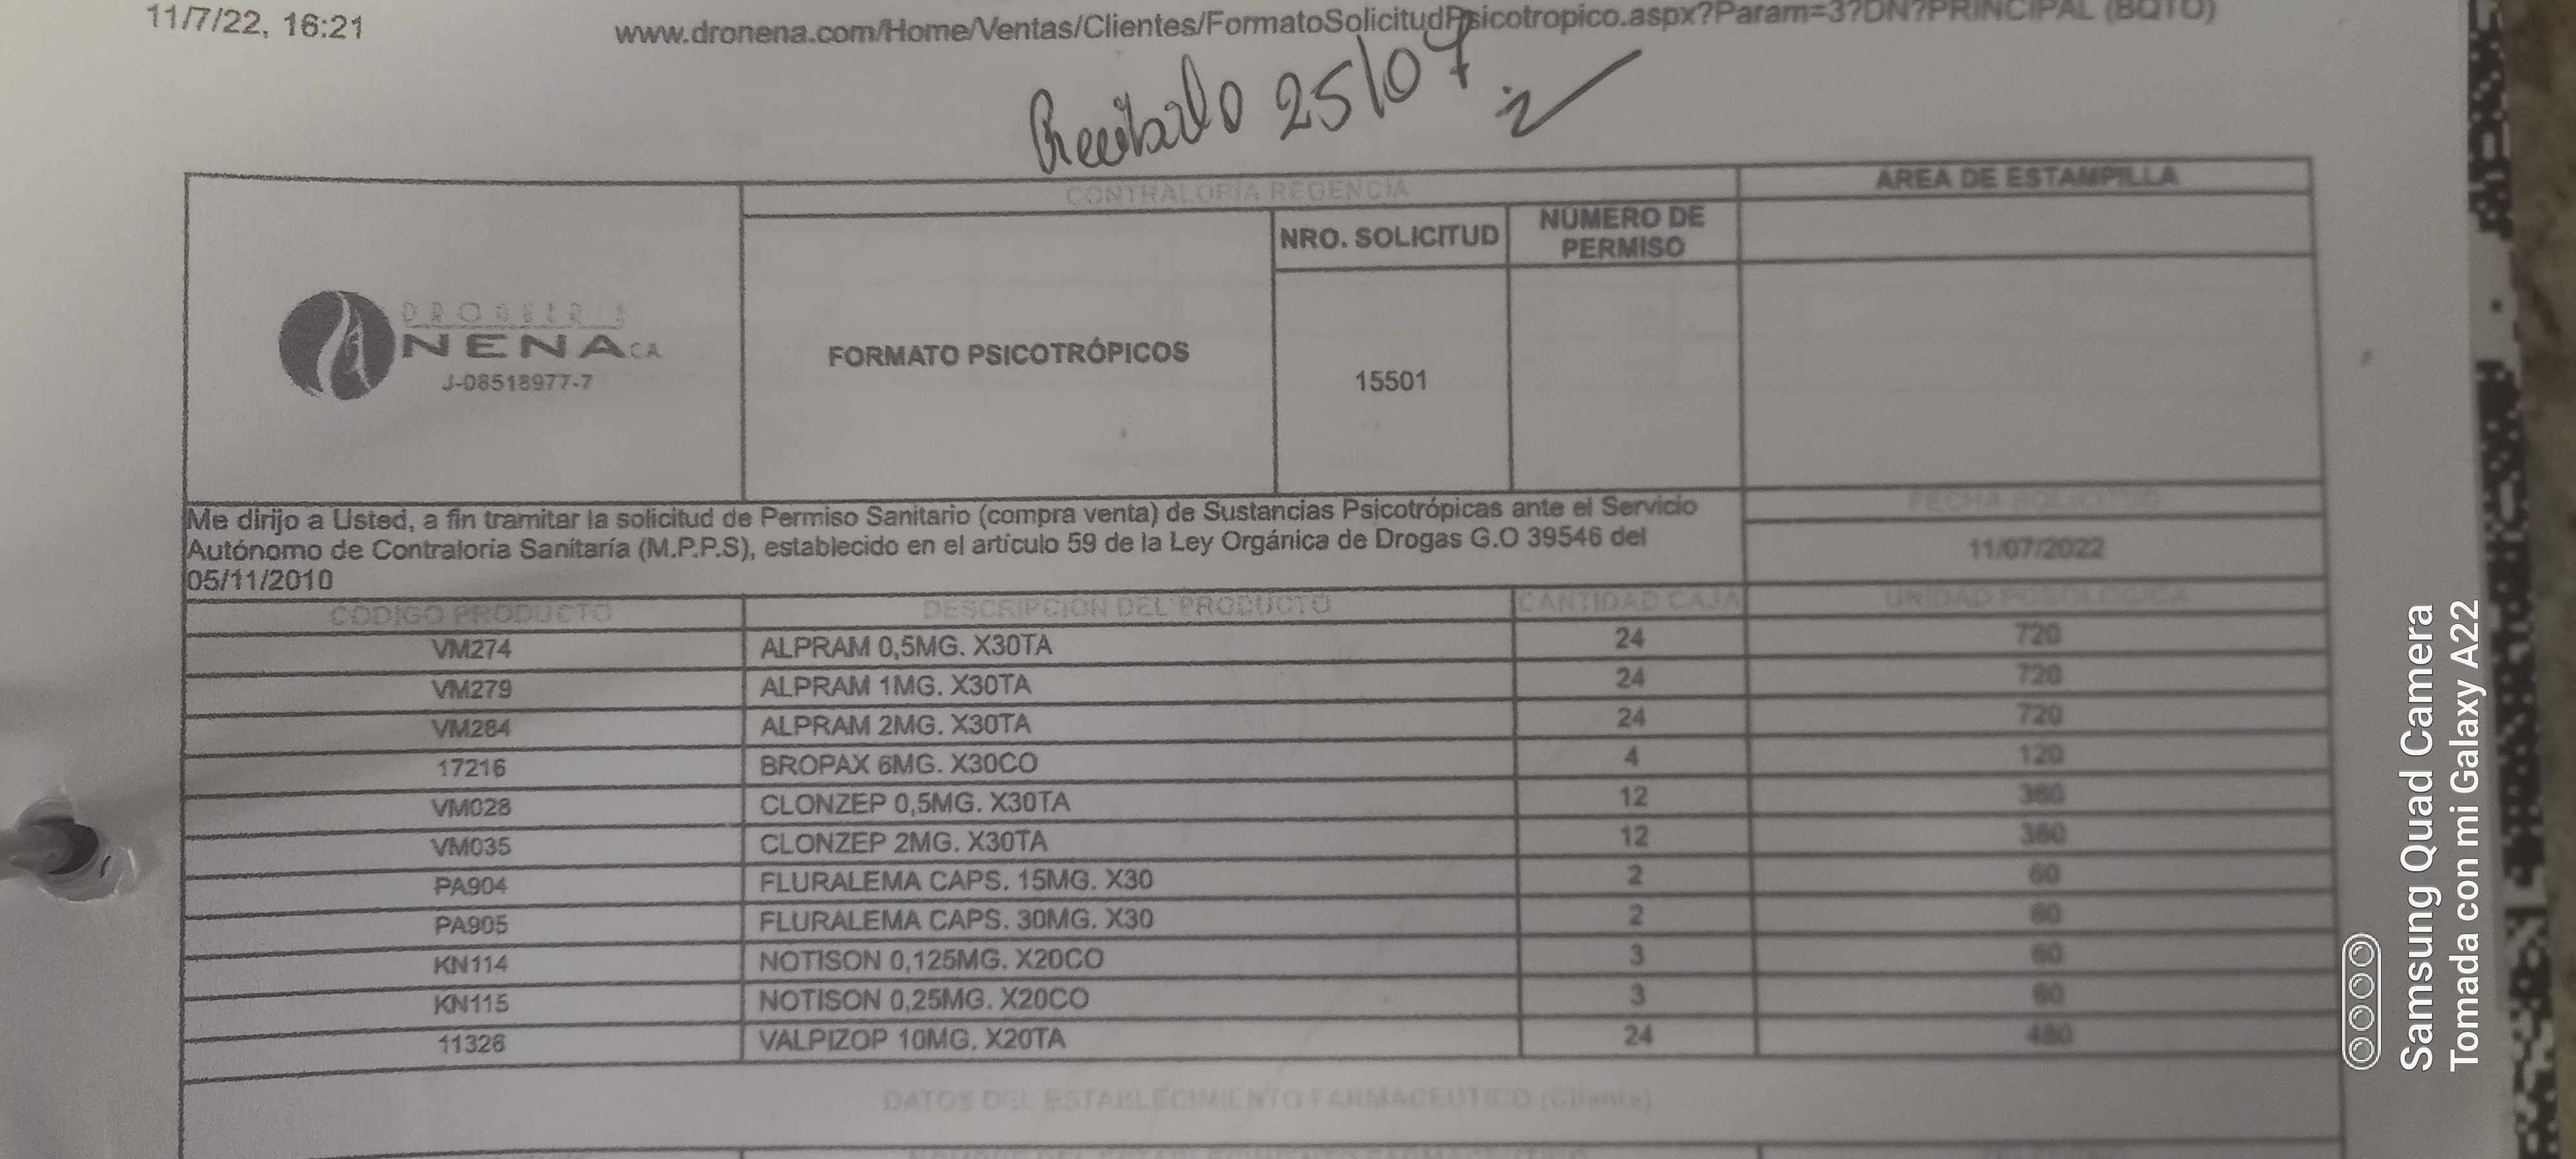 11/7/22, 16:21
www.dronena.com/Home/Ventas/Clientes/FormatoSolicitudPsicotropico.aspx?Param=3?DN?PRINCIPAL (BQTO)
Recibido 25/07
CONTRALORÍA REGENCIA
AREA DE ESTAMPILLA
NRO. SOLICITUD
NÚMERO DE
PERMISO
DROGUERIA
NENA CA
J-08518977-7
FORMATO PSICOTRÓPICOS
15501
Me dirijo a Usted, a fin tramitar la solicitud de Permiso Sanitario (compra venta) de Sustancias Psicotrópicas ante el Servicio
Autónomo de Contraloría Sanitaría (M.P.P.S), establecido en el artículo 59 de la Ley Orgánica de Drogas G.O 39546 del
05/11/2010
FECHA SOLICITUD
11/07/2022
CÓDIGO PRODUCTO DESCRIPCIÓN DEL PRODUCTO CANTIDAD CAJA UNIDAD POSOLOGICA
VM274 ALPRAM 0,5MG. X30TA 24 720
VM279 ALPRAM 1MG. X30TA 24 720
VM284 ALPRAM 2MG. X30TA 24 720
17216 BROPAX 6MG. X30CO 4 120
VM028 CLONZEP 0,5MG. X30TA 12 360
VM035 CLONZEP 2MG. X30TA 12 360
PA904 FLURALEMA CAPS. 15MG. X30 2 60
PA905 FLURALEMA CAPS. 30MG. X30 2 60
KN114 NOTISON 0,125MG. X20CO 3 60
KN115 NOTISON 0,25MG. X20CO 3 60
11326 VALPIZOP 10MG. X20TA 24 480
DATOS DEL ESTABLECIMIENTO FARMACEUTICO (Cliente)
Samsung Quad Camera
Tomada con mi Galaxy A22